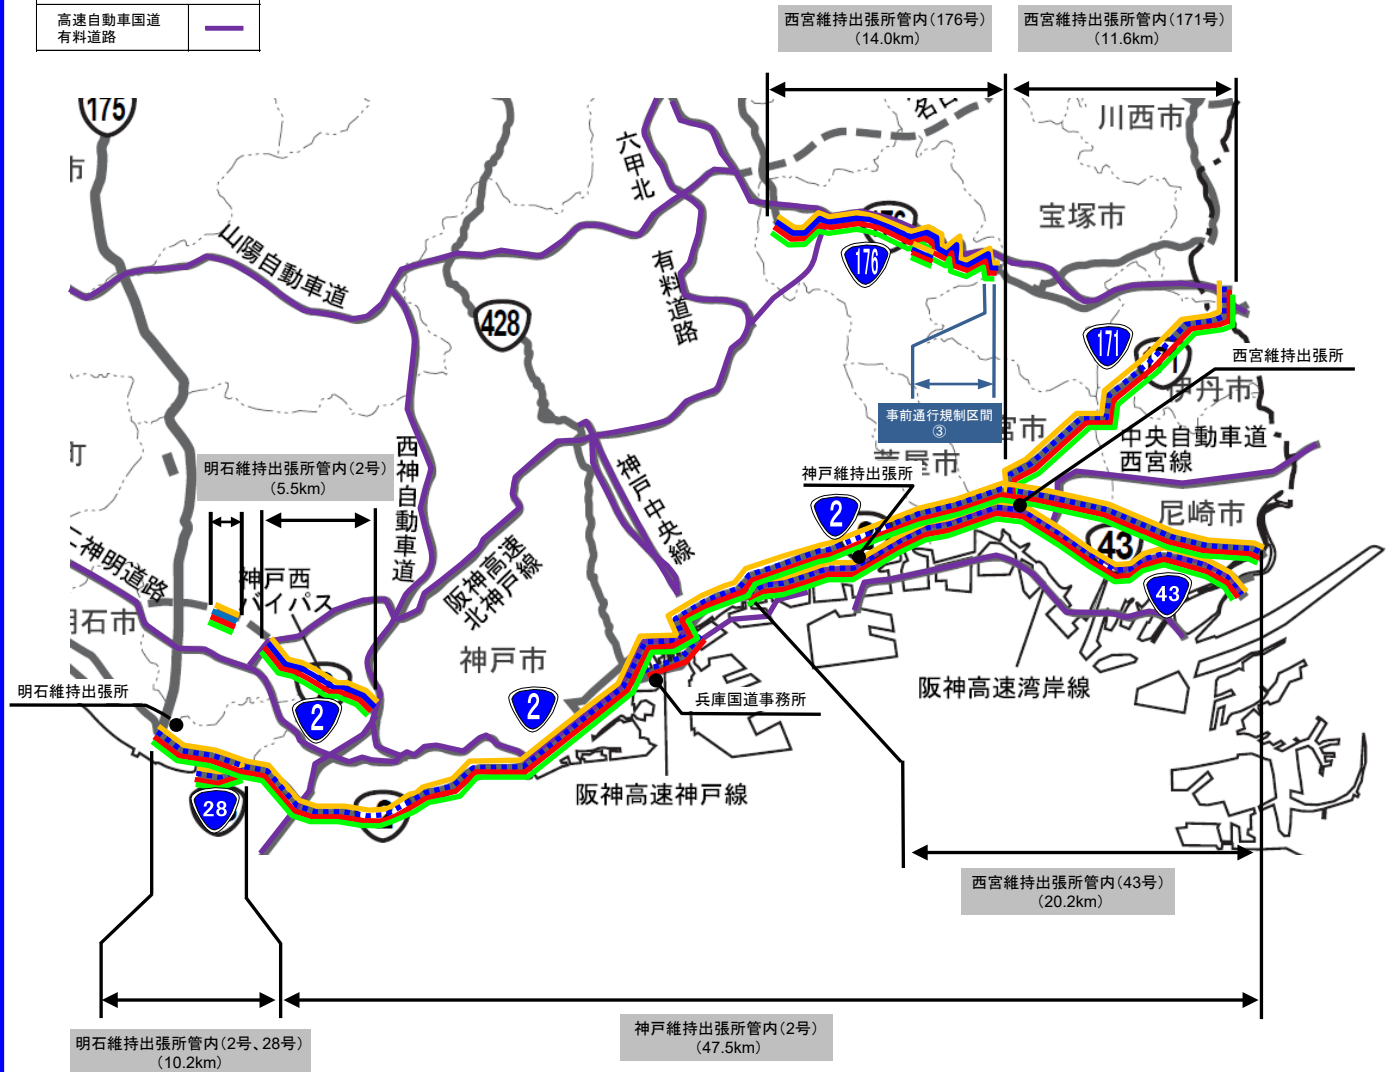 高速自動車国道
有料道路
西宮維持出張所管内(176号)
(14.0km)
西宮維持出張所管内(171号)
(11.6km)
175
市
六甲北
有料道路
川西市
宝塚市
山陽自動車道
176
428
171
西宮維持出張所
伊丹市
事前通行規制区間
③
宮市
中央自動車道
西宮線
芦屋市
西神自動車道
町
明石維持出張所管内(2号)
(5.5km)
神戸中央線
神戸維持出張所
2
尼崎市
43
43
神明道路
神戸西
バイパス
阪神高速
北神戸線
石市
神戸市
明石維持出張所
2
2
兵庫国道事務所
阪神高速湾岸線
28
2
阪神高速神戸線
西宮維持出張所管内(43号)
(20.2km)
明石維持出張所管内(2号、28号)
(10.2km)
神戸維持出張所管内(2号)
(47.5km)